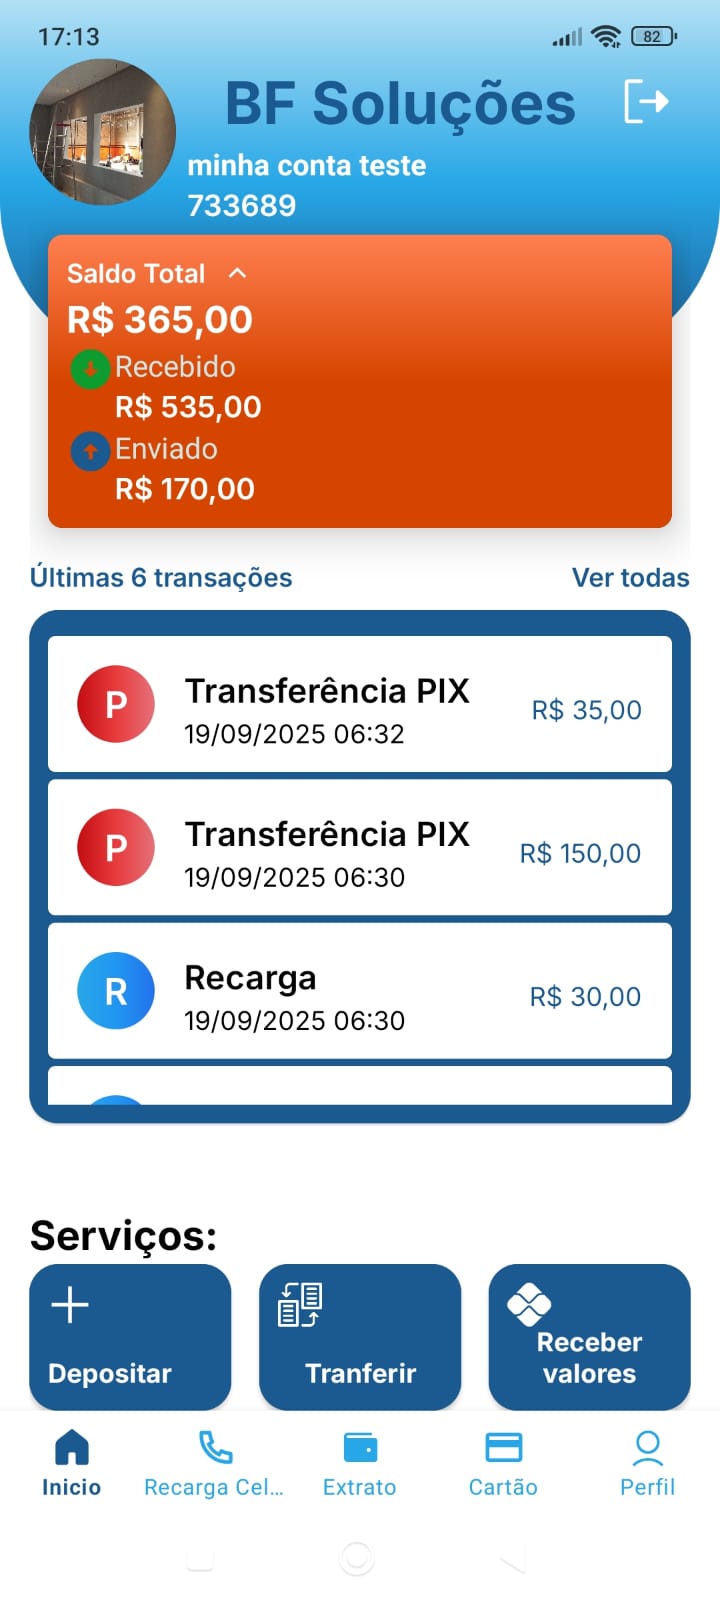 17:13
82
BF Soluções
minha conta teste
733689
Saldo Total
R$ 365,00
Recebido
R$ 535,00
Enviado
R$ 170,00
Últimas 6 transações
Ver todas
P
Transferência PIX
19/09/2025 06:32
R$ 35,00
P
Transferência PIX
19/09/2025 06:30
R$ 150,00
R
Recarga
19/09/2025 06:30
R$ 30,00
Serviços:
Depositar
Tranferir
Receber
valores
Inicio
Recarga Cel...
Extrato
Cartão
Perfil